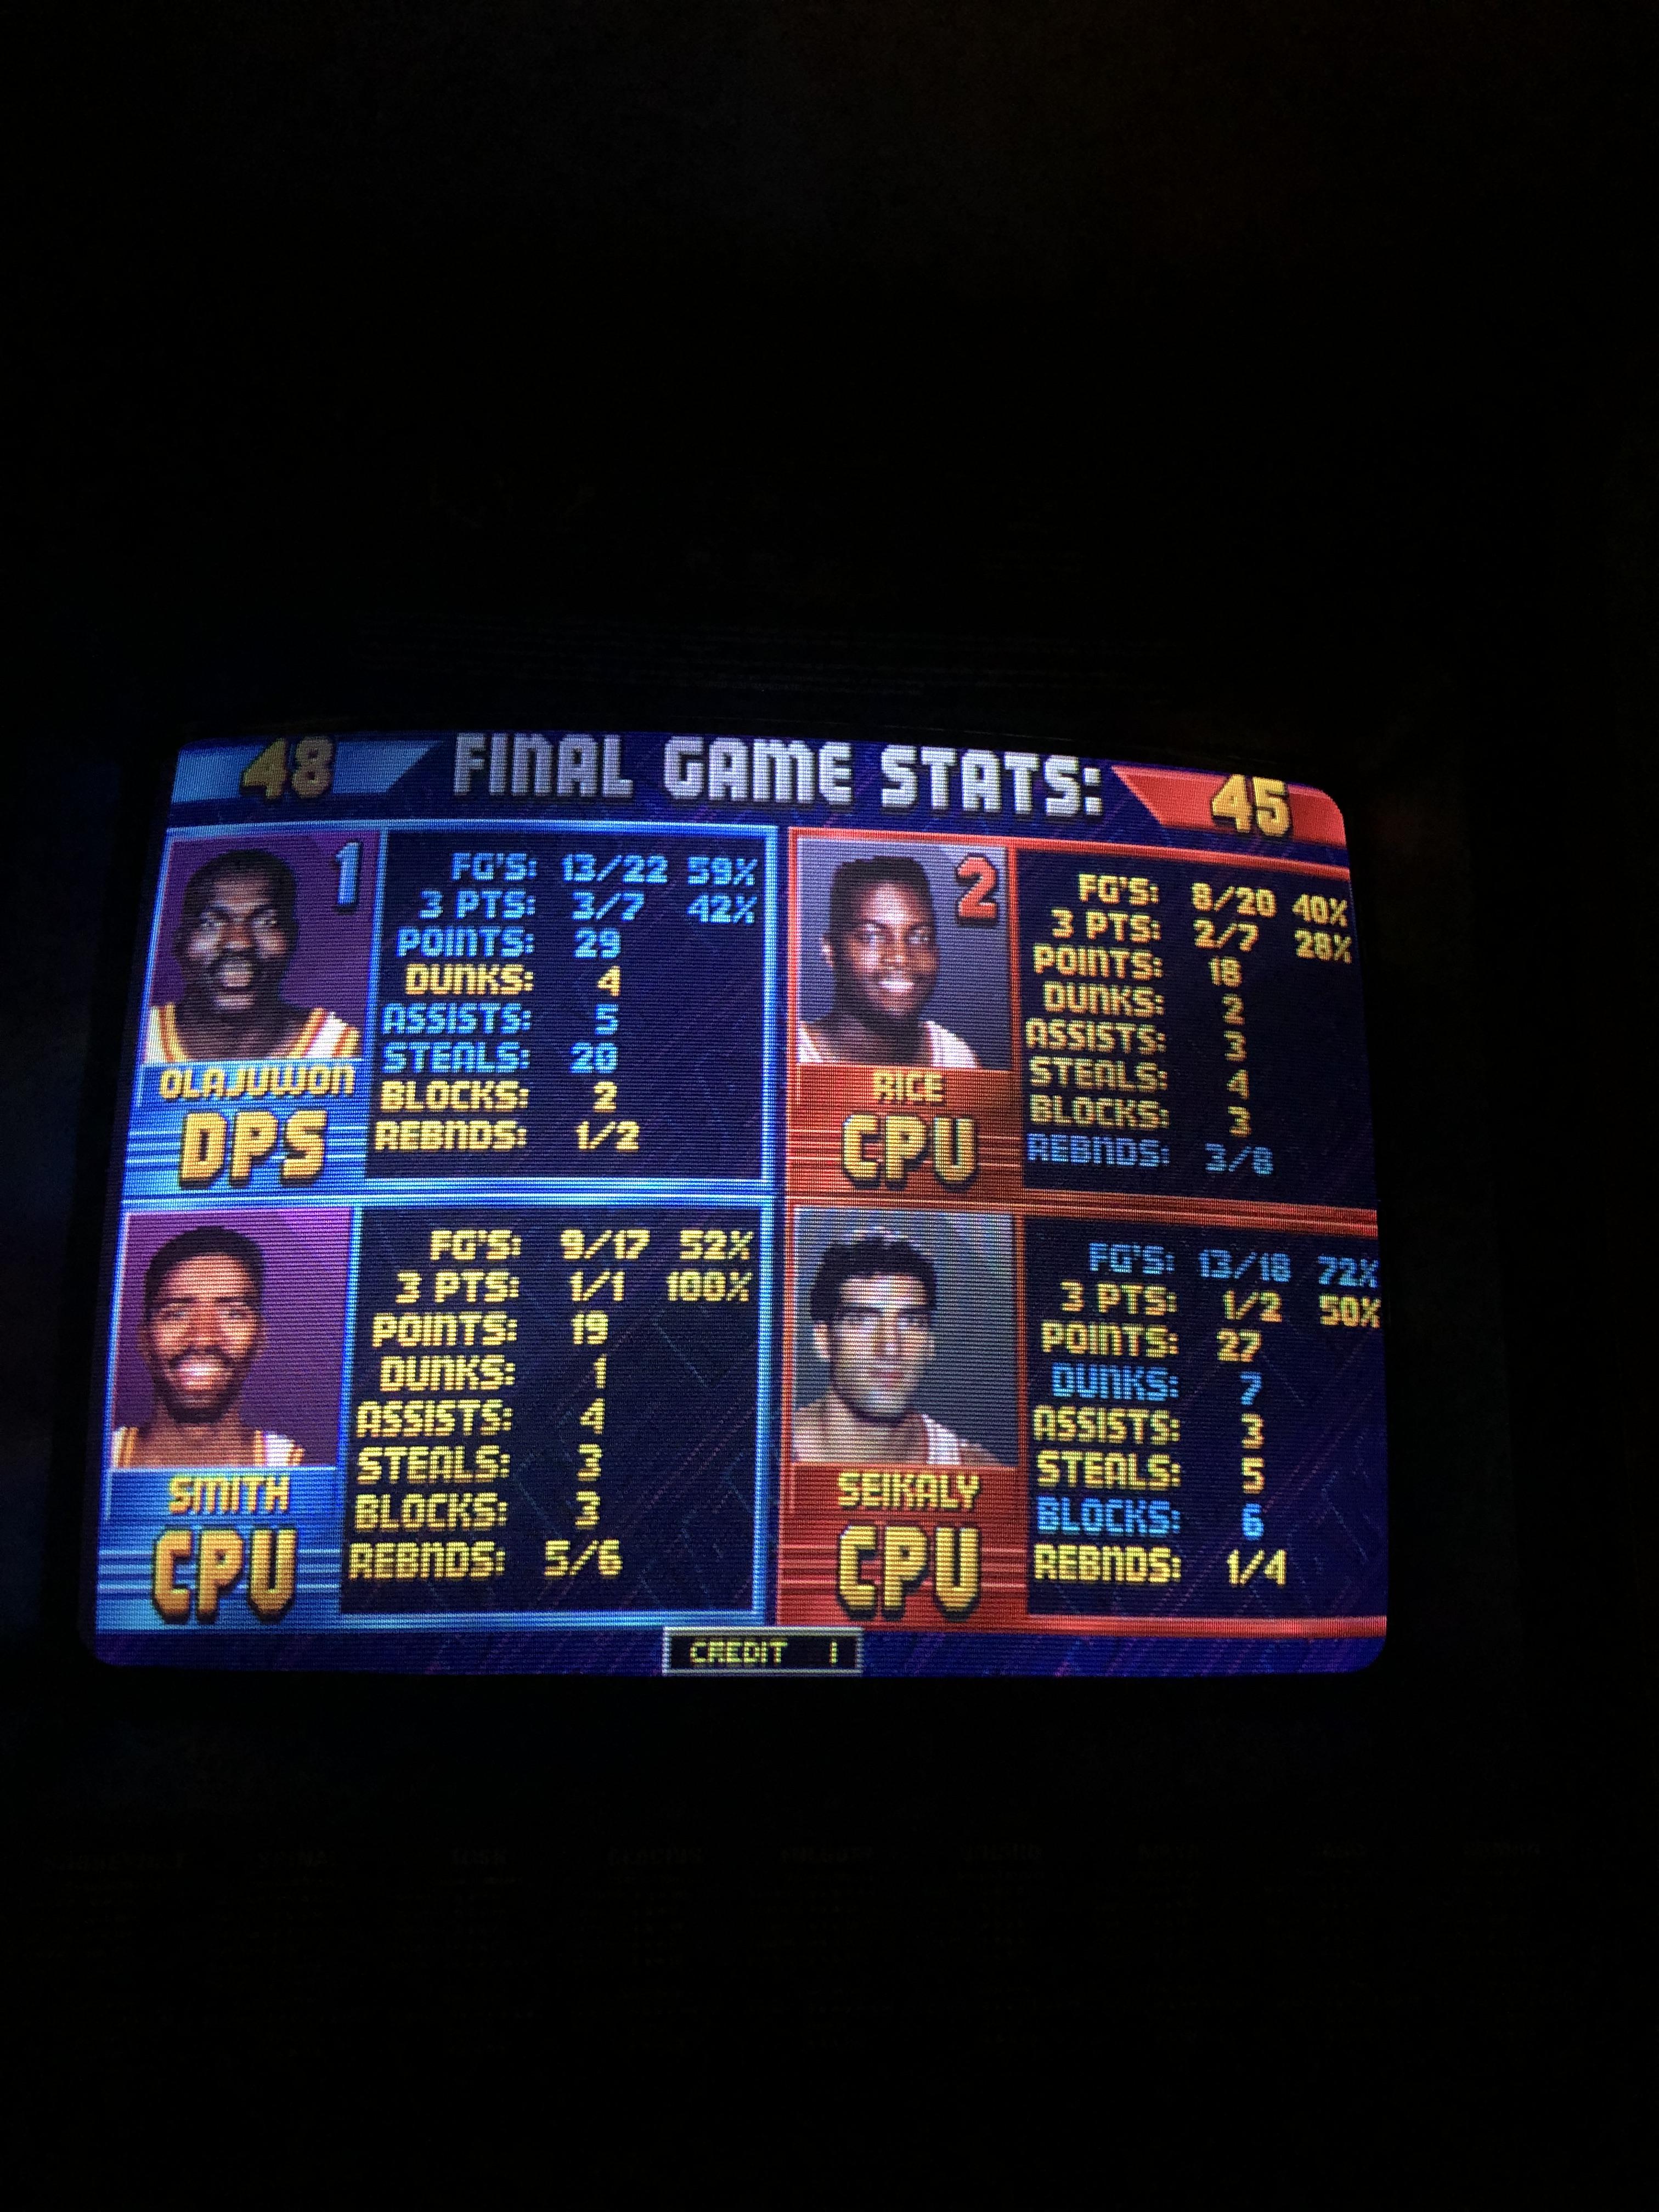 48 FINAL GAME STATS: 45
1
FG'S: 13/22 59%
3 PTS: 3/7 42%
POINTS: 29
DUNKS: 4
ASSISTS: 5
STEALS: 20
BLOCKS: 2
REBNDS: 1/2
OLAJUWON
DPS
2
FG'S: 8/20 40%
3 PTS: 2/7 28%
POINTS: 18
DUNKS: 2
ASSISTS: 3
STEALS: 4
BLOCKS: 3
REBNDS: 3/8
RICE
CPU
FG'S: 9/17 52%
3 PTS: 1/1 100%
POINTS: 19
DUNKS: 1
ASSISTS: 4
STEALS: 3
BLOCKS: 3
REBNDS: 5/6
SMITH
CPU
FG'S: 13/18 72%
3 PTS: 1/2 50%
POINTS: 27
DUNKS: 7
ASSISTS: 3
STEALS: 5
BLOCKS: 6
REBNDS: 1/4
SEIKALY
CPU
CREDIT 1